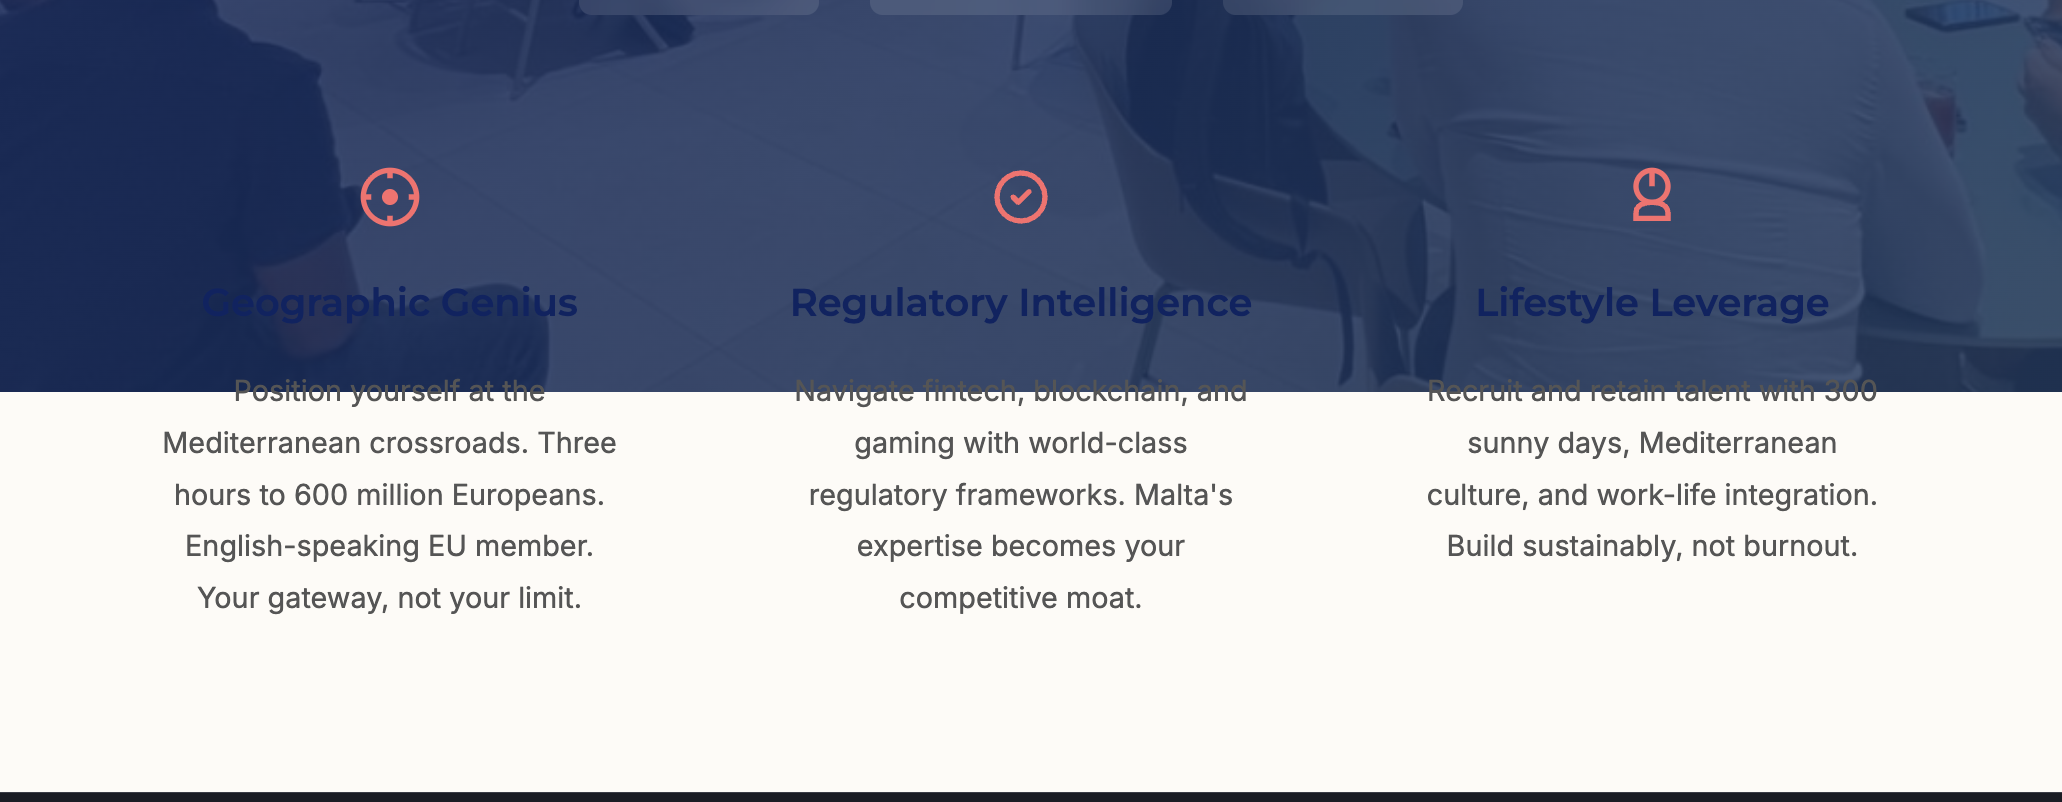 Geographic Genius
Position yourself at the
Mediterranean crossroads. Three
hours to 600 million Europeans.
English-speaking EU member.
Your gateway, not your limit.
Regulatory Intelligence
Navigate fintech, blockchain, and
gaming with world-class
regulatory frameworks. Malta's
expertise becomes your
competitive moat.
Lifestyle Leverage
Recruit and retain talent with 300
sunny days, Mediterranean
culture, and work-life integration.
Build sustainably, not burnout.